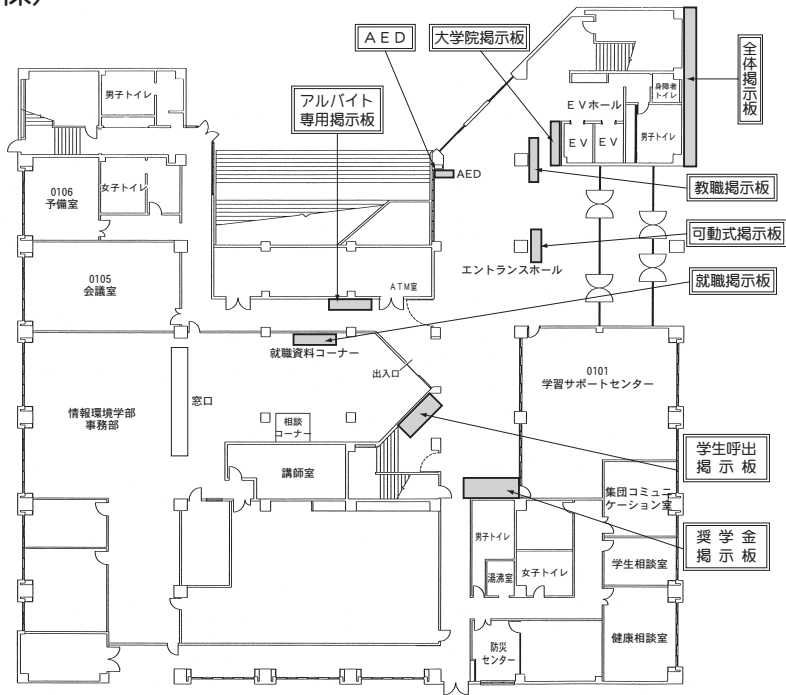 ＡＥＤ
大学院掲示板
全体掲示板
アルバイト
専用掲示板
男子トイレ
身障者
トイレ
ＥＶホール
ＥＶ
ＥＶ
男子トイレ
AED
教職掲示板
0106
予備室
女子トイレ
可動式掲示板
エントランスホール
0105
会議室
ＡＴＭ室
就職掲示板
就職資料コーナー
出入口
0101
学習サポートセンター
情報環境学部
事務部
窓口
相談
コーナー
学生呼出
掲示板
講師室
集団コミュニ
ケーション室
奨学金
掲示板
男子トイレ
湯沸室
女子トイレ
学生相談室
防災
センター
健康相談室